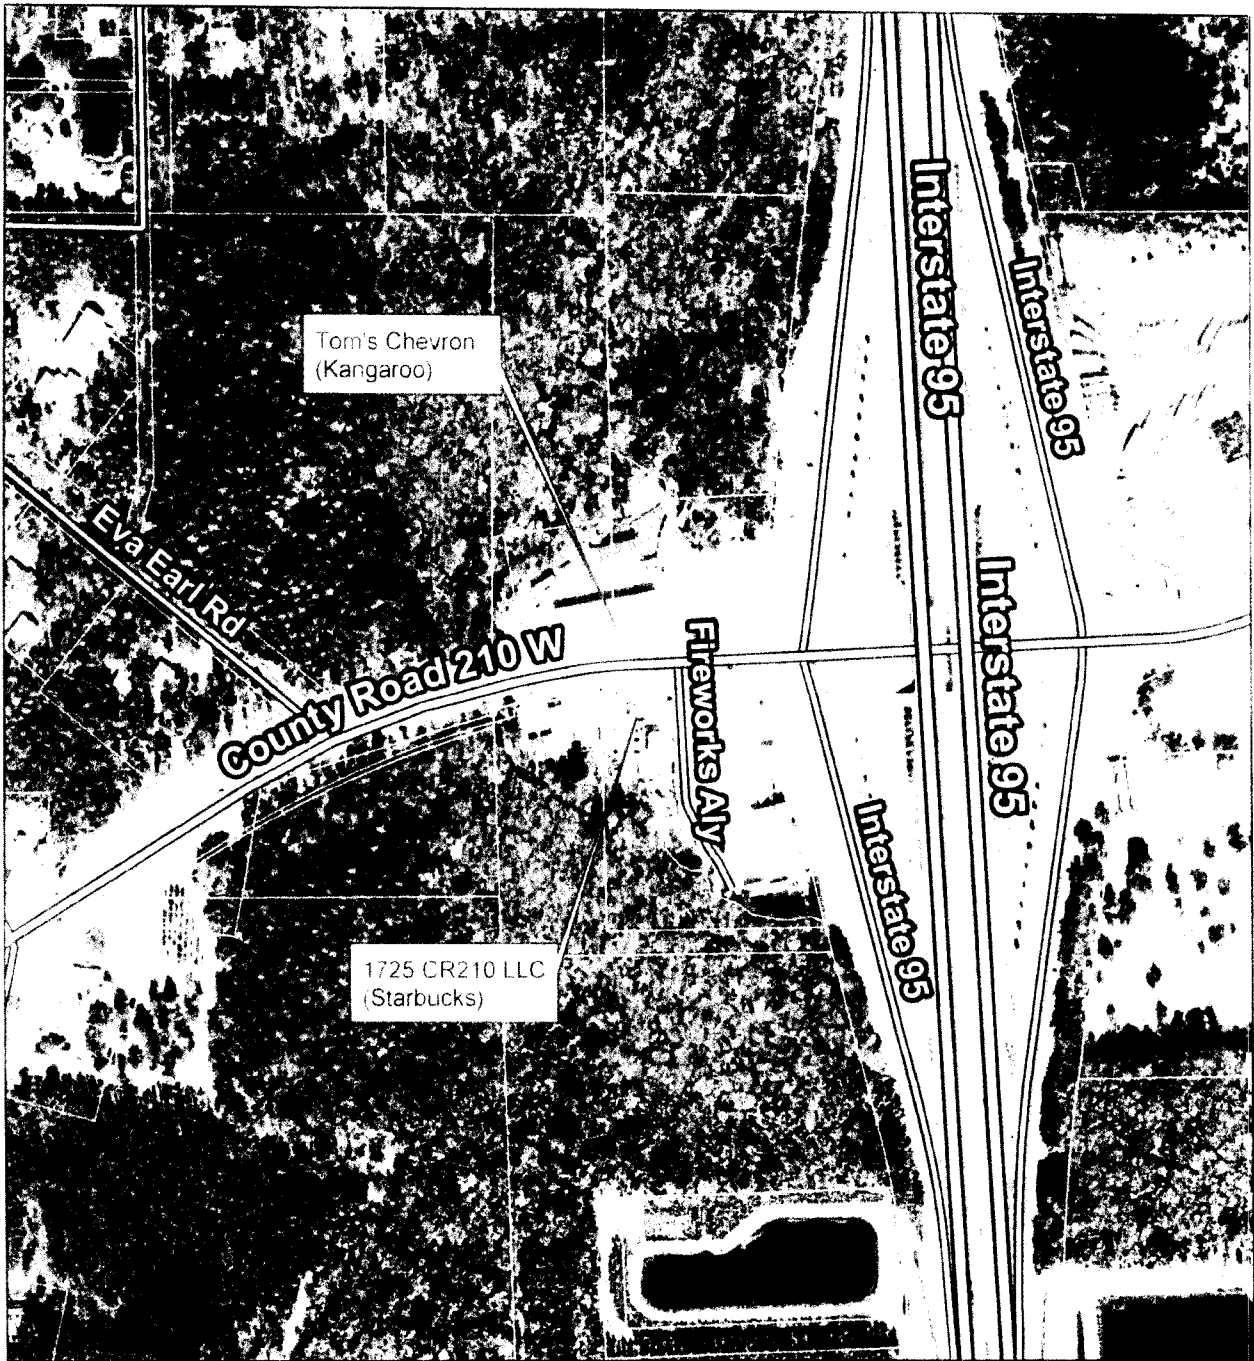 Interstate 95
Interstate 95
Tom's Chevron
(Kangaroo)
Eva Earl Rd
County Road 210 W
Fireworks Aly
Interstate 95
Interstate 95
1725 CR210 LLC
(Starbucks)